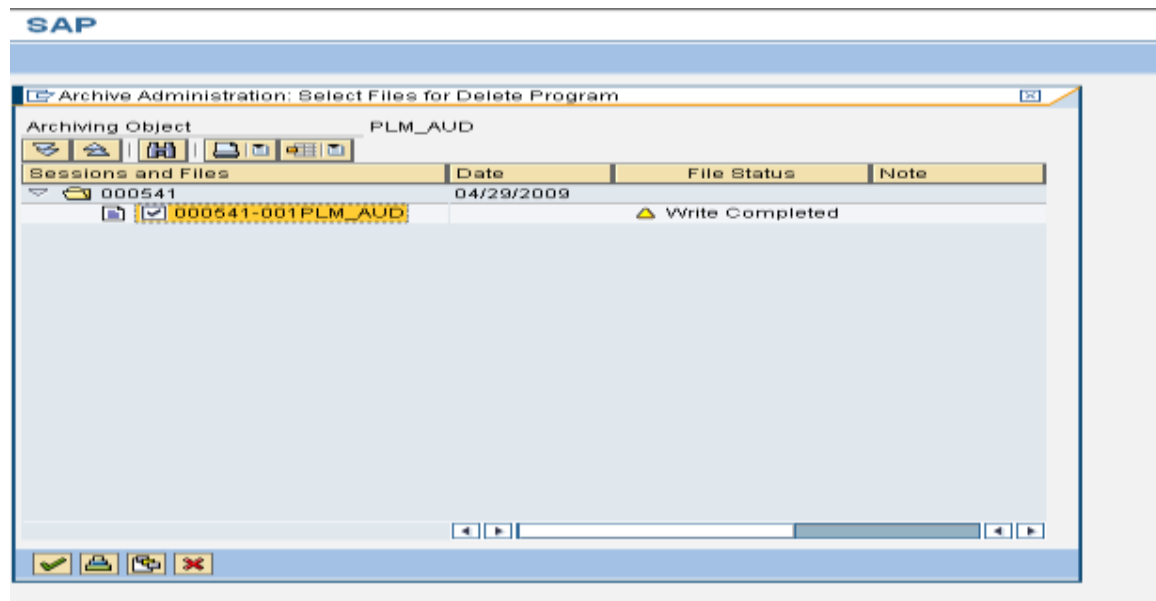 SAP
Archive Administration: Select Files for Delete Program
Archiving Object PLM_AUD
Sessions and Files Date File Status Note
000541 04/29/2009
000541-001PLM_AUD Write Completed